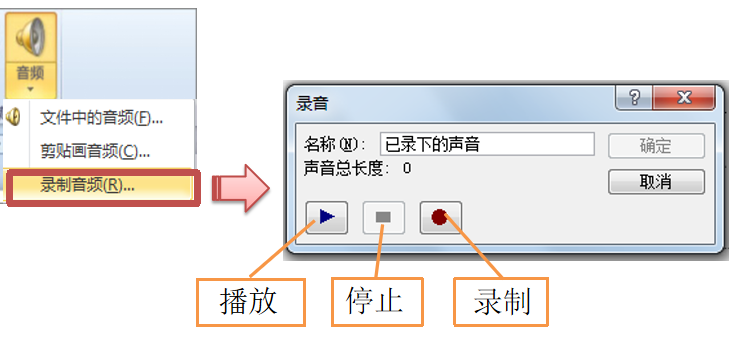 音频
文件中的音频(F)...
剪贴画音频(C)...
录制音频(R)...
录音
名称(N)： 已录下的声音
声音总长度： 0
确定
取消
播放
停止
录制